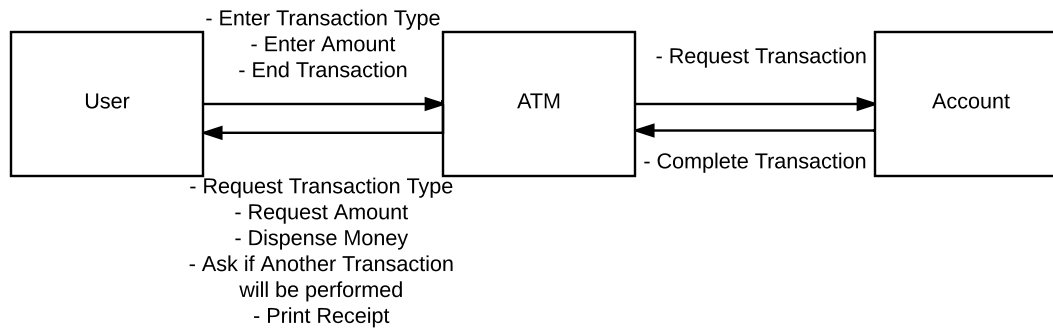 - Enter Transaction Type
- Enter Amount
- End Transaction
- Request Transaction
User
ATM
Account
- Complete Transaction
- Request Transaction Type
- Request Amount
- Dispense Money
- Ask if Another Transaction
will be performed
- Print Receipt